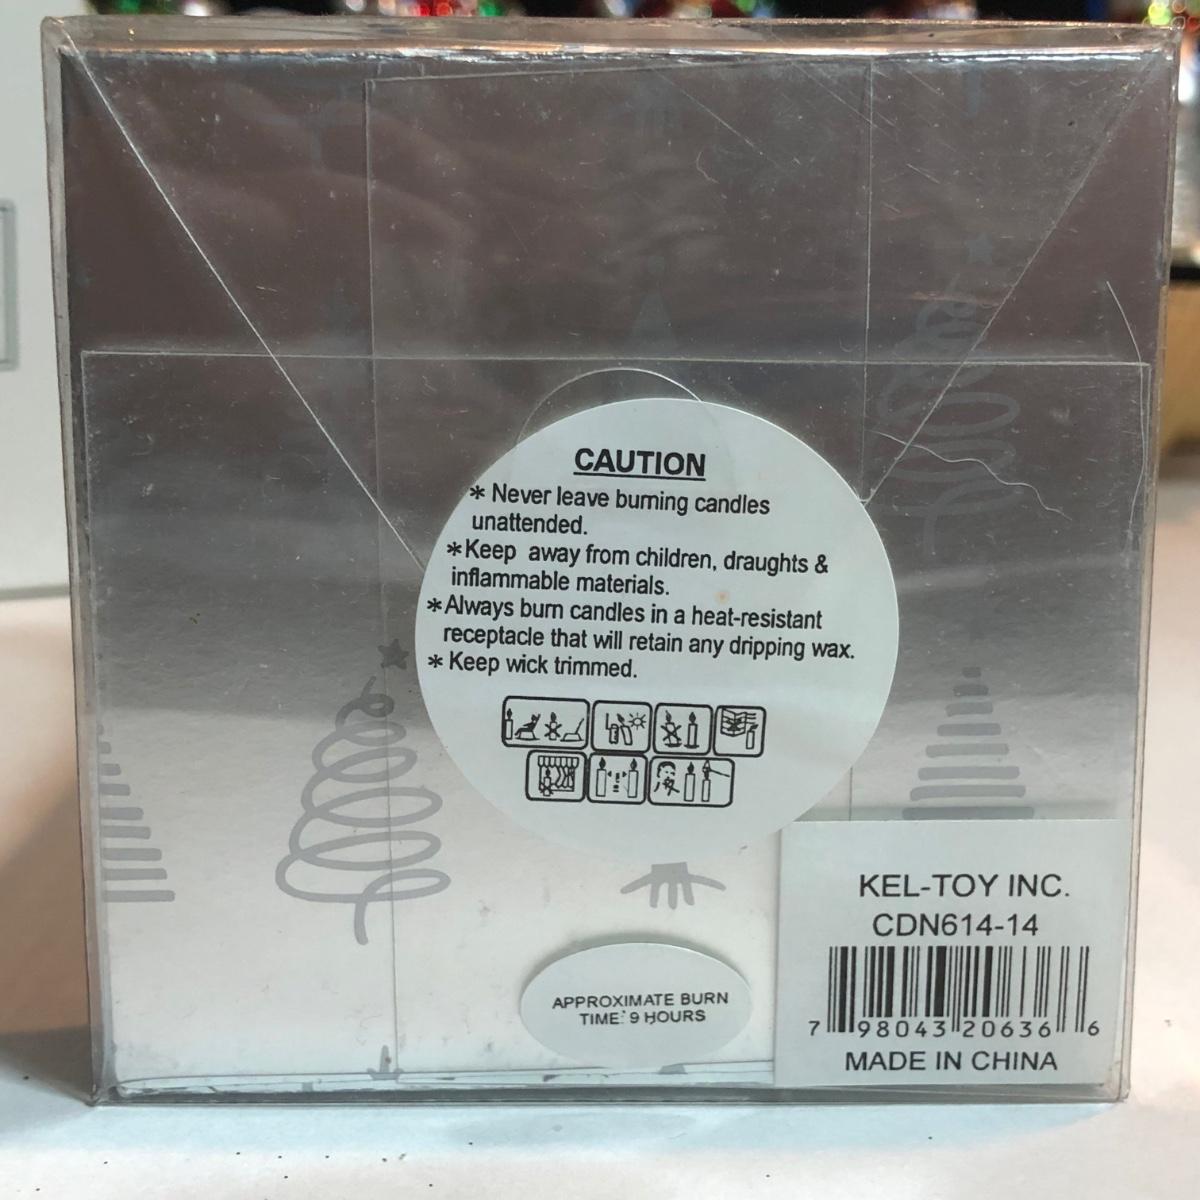 CAUTION
* Never leave burning candles
unattended.
*Keep away from children, draughts &
inflammable materials.
*Always burn candles in a heat-resistant
receptacle that will retain any dripping wax.
* Keep wick trimmed.
APPROXIMATE BURN
TIME: 9 HOURS
KEL-TOY INC.
CDN614-14
7 98043 20636 6
MADE IN CHINA